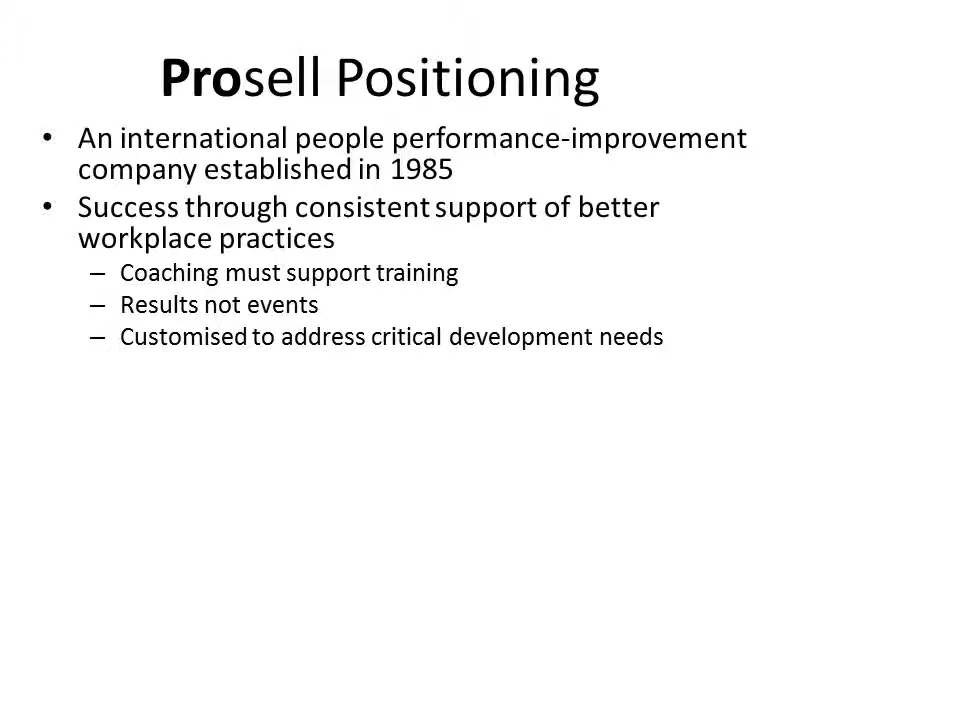 Prosell Positioning
• An international people performance-improvement
company established in 1985
• Success through consistent support of better
workplace practices
– Coaching must support training
– Results not events
– Customised to address critical development needs